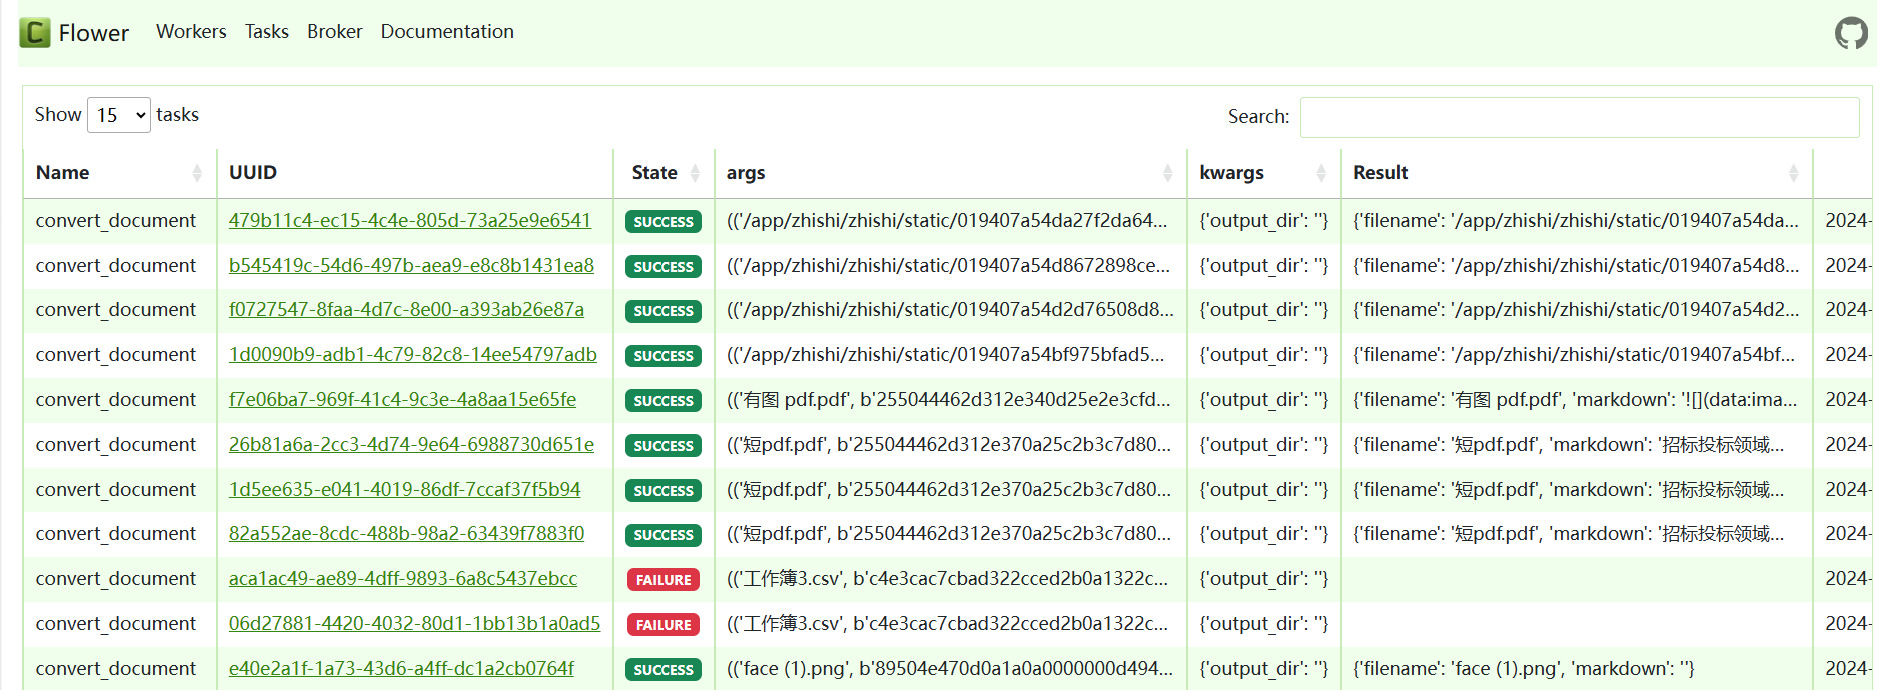 Flower Workers Tasks Broker Documentation
Show 15 tasks Search:
Name UUID State args kwargs Result
convert_document 479b11c4-ec15-4c4e-805d-73a25e9e6541 SUCCESS (('/app/zhishi/zhishi/static/019407a54da27f2da64... {'output_dir': ''} {'filename': '/app/zhishi/zhishi/static/019407a54da... 2024-
convert_document b545419c-54d6-497b-aea9-e8c8b1431ea8 SUCCESS (('/app/zhishi/zhishi/static/019407a54d8672898ce... {'output_dir': ''} {'filename': '/app/zhishi/zhishi/static/019407a54d8... 2024-
convert_document f0727547-8faa-4d7c-8e00-a393ab26e87a SUCCESS (('/app/zhishi/zhishi/static/019407a54d2d76508d8... {'output_dir': ''} {'filename': '/app/zhishi/zhishi/static/019407a54d2... 2024-
convert_document 1d0090b9-adb1-4c79-82c8-14ee54797adb SUCCESS (('/app/zhishi/zhishi/static/019407a54bf975bfad5... {'output_dir': ''} {'filename': '/app/zhishi/zhishi/static/019407a54bf... 2024-
convert_document f7e06ba7-969f-41c4-9c3e-4a8aa15e65fe SUCCESS (('有图 pdf.pdf', b'255044462d312e340d25e2e3cfd... {'output_dir': ''} {'filename': '有图 pdf.pdf', 'markdown': '![](data:ima... 2024-
convert_document 26b81a6a-2cc3-4d74-9e64-6988730d651e SUCCESS (('短pdf.pdf', b'255044462d312e370a25c2b3c7d80... {'output_dir': ''} {'filename': '短pdf.pdf', 'markdown': '招标投标领域... 2024-
convert_document 1d5ee635-e041-4019-86df-7ccaf37f5b94 SUCCESS (('短pdf.pdf', b'255044462d312e370a25c2b3c7d80... {'output_dir': ''} {'filename': '短pdf.pdf', 'markdown': '招标投标领域... 2024-
convert_document 82a552ae-8cdc-488b-98a2-63439f7883f0 SUCCESS (('短pdf.pdf', b'255044462d312e370a25c2b3c7d80... {'output_dir': ''} {'filename': '短pdf.pdf', 'markdown': '招标投标领域... 2024-
convert_document aca1ac49-ae89-4dff-9893-6a8c5437ebcc FAILURE (('工作簿3.csv', b'c4e3cac7cbad322cced2b0a1322c... {'output_dir': ''} 2024-
convert_document 06d27881-4420-4032-80d1-1bb13b1a0ad5 FAILURE (('工作簿3.csv', b'c4e3cac7cbad322cced2b0a1322c... {'output_dir': ''} 2024-
convert_document e40e2a1f-1a73-43d6-a4ff-dc1a2cb0764f SUCCESS (('face (1).png', b'89504e470d0a1a0a0000000d494... {'output_dir': ''} {'filename': 'face (1).png', 'markdown': ''} 2024-